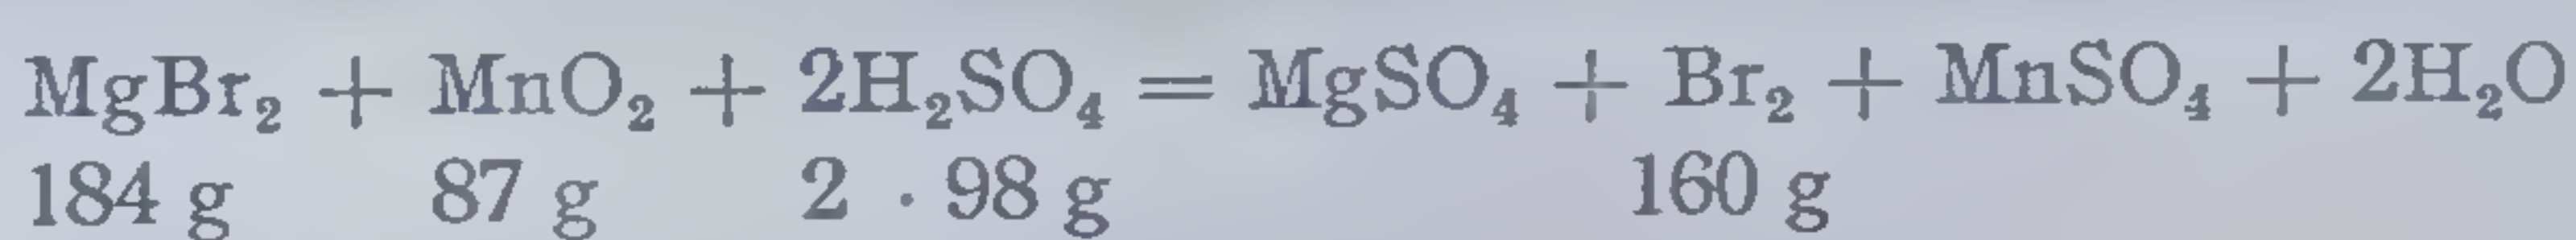 MgBr₂ + MnO₂ + 2H₂SO₄ = MgSO₄ + Br₂ + MnSO₄ + 2H₂O
184 g 87 g 2 · 98 g 160 g